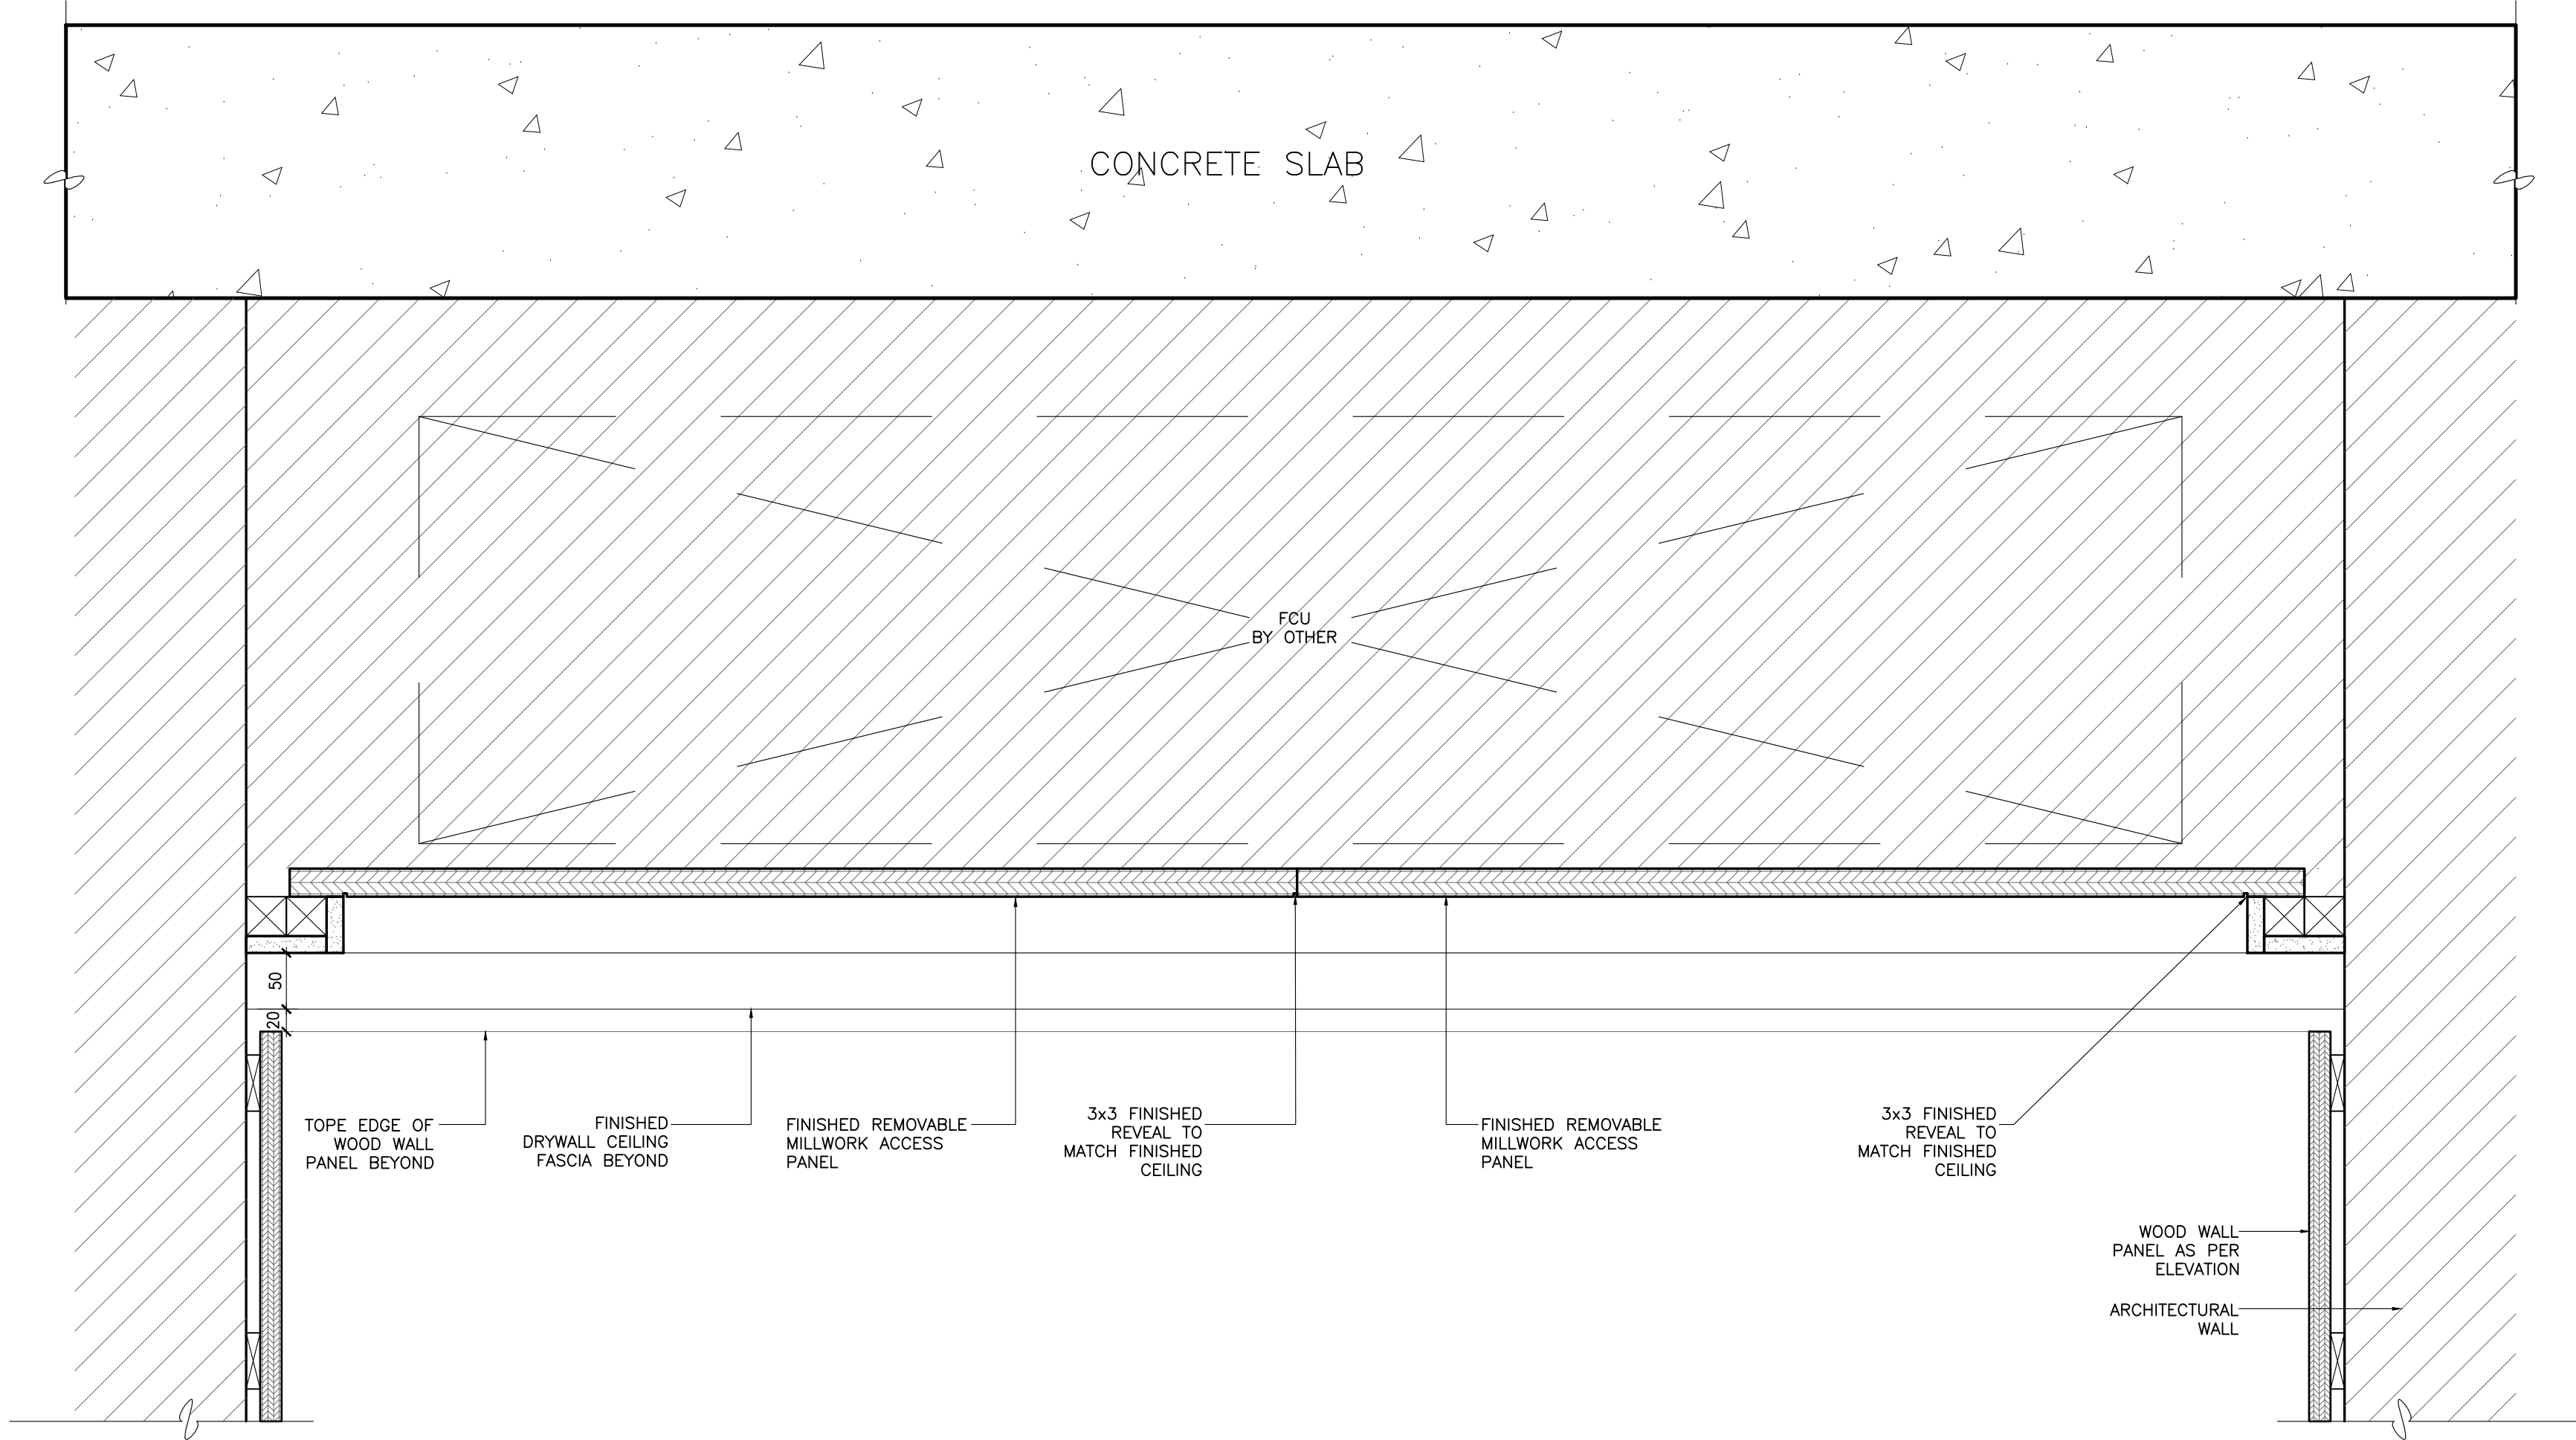 CONCRETE SLAB
FCU
BY OTHER
50
20
TOPE EDGE OF
WOOD WALL
PANEL BEYOND
FINISHED
DRYWALL CEILING
FASCIA BEYOND
FINISHED REMOVABLE
MILLWORK ACCESS
PANEL
3x3 FINISHED
REVEAL TO
MATCH FINISHED
CEILING
FINISHED REMOVABLE
MILLWORK ACCESS
PANEL
3x3 FINISHED
REVEAL TO
MATCH FINISHED
CEILING
WOOD WALL
PANEL AS PER
ELEVATION
ARCHITECTURAL
WALL